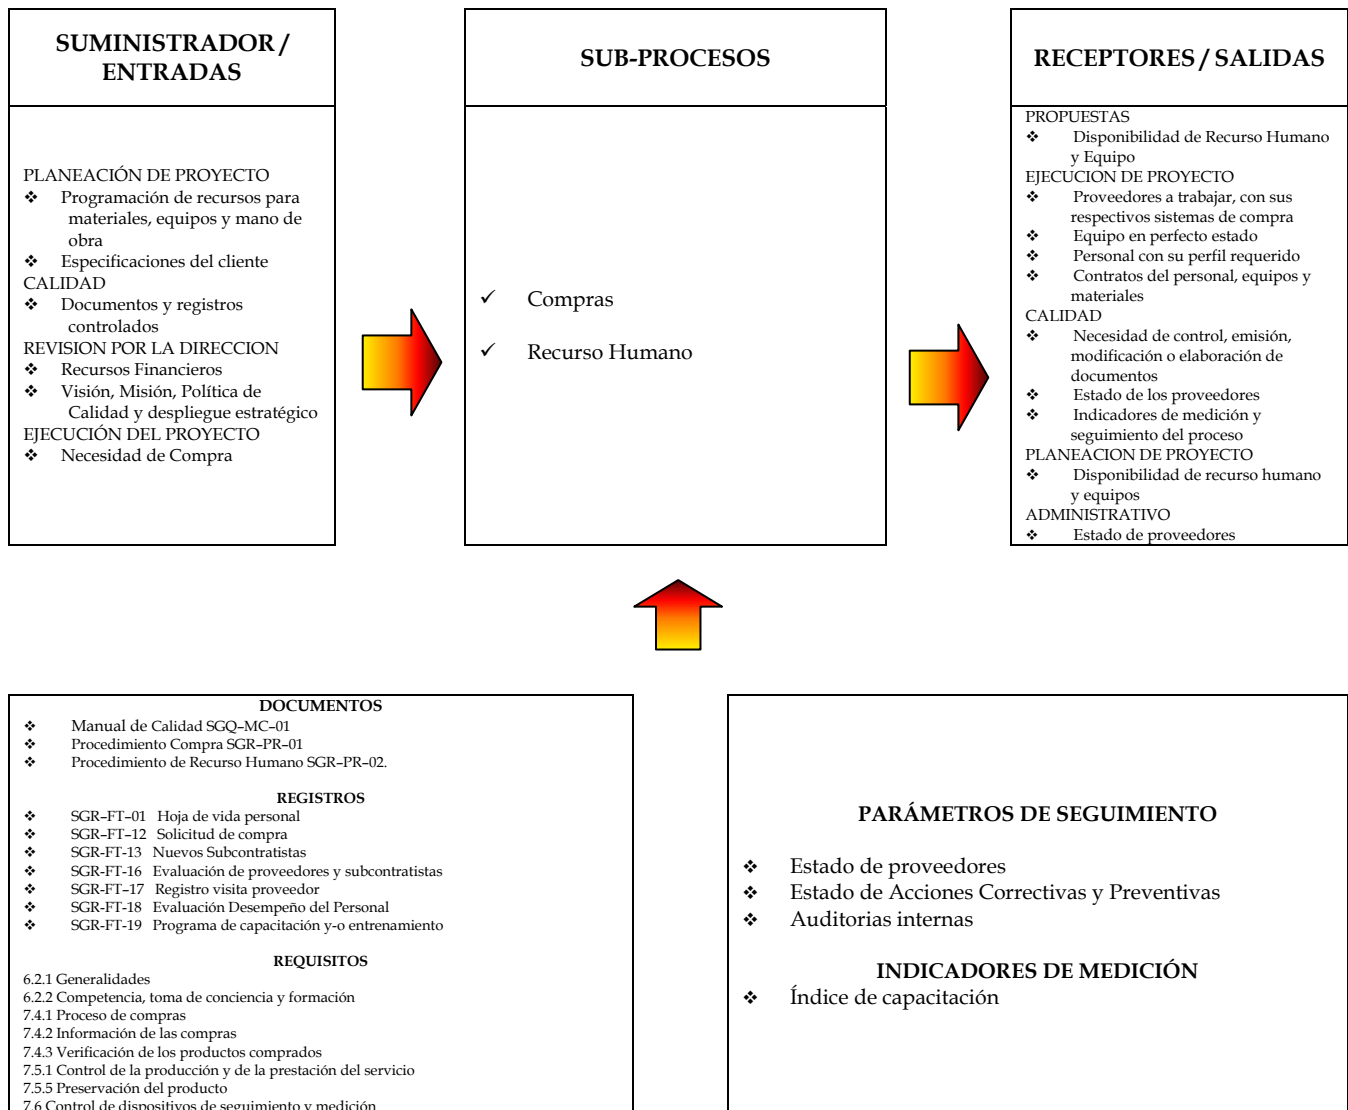 SUMINISTRADOR /
ENTRADAS
PLANEACIÓN DE PROYECTO
❖ Programación de recursos para
materiales, equipos y mano de
obra
❖ Especificaciones del cliente
CALIDAD
❖ Documentos y registros
controlados
REVISION POR LA DIRECCION
❖ Recursos Financieros
❖ Visión, Misión, Política de
Calidad y despliegue estratégico
EJECUCIÓN DEL PROYECTO
❖ Necesidad de Compra
SUB-PROCESOS
✓ Compras
✓ Recurso Humano
RECEPTORES / SALIDAS
PROPUESTAS
❖ Disponibilidad de Recurso Humano
y Equipo
EJECUCION DE PROYECTO
❖ Proveedores a trabajar, con sus
respectivos sistemas de compra
❖ Equipo en perfecto estado
❖ Personal con su perfil requerido
❖ Contratos del personal, equipos y
materiales
CALIDAD
❖ Necesidad de control, emisión,
modificación o elaboración de
documentos
❖ Estado de los proveedores
❖ Indicadores de medición y
seguimiento del proceso
PLANEACION DE PROYECTO
❖ Disponibilidad de recurso humano
y equipos
ADMINISTRATIVO
❖ Estado de proveedores
DOCUMENTOS
❖ Manual de Calidad SGQ–MC–01
❖ Procedimiento Compra SGR–PR–01
❖ Procedimiento de Recurso Humano SGR–PR–02.
REGISTROS
❖ SGR–FT–01 Hoja de vida personal
❖ SGR–FT–12 Solicitud de compra
❖ SGR-FT-13 Nuevos Subcontratistas
❖ SGR-FT-16 Evaluación de proveedores y subcontratistas
❖ SGR-FT–17 Registro visita proveedor
❖ SGR-FT-18 Evaluación Desempeño del Personal
❖ SGR-FT-19 Programa de capacitación y-o entrenamiento
REQUISITOS
6.2.1 Generalidades
6.2.2 Competencia, toma de conciencia y formación
7.4.1 Proceso de compras
7.4.2 Información de las compras
7.4.3 Verificación de los productos comprados
7.5.1 Control de la producción y de la prestación del servicio
7.5.5 Preservación del producto
7.6 Control de dispositivos de seguimiento y medición
PARÁMETROS DE SEGUIMIENTO
❖ Estado de proveedores
❖ Estado de Acciones Correctivas y Preventivas
❖ Auditorias internas
INDICADORES DE MEDICIÓN
❖ Índice de capacitación